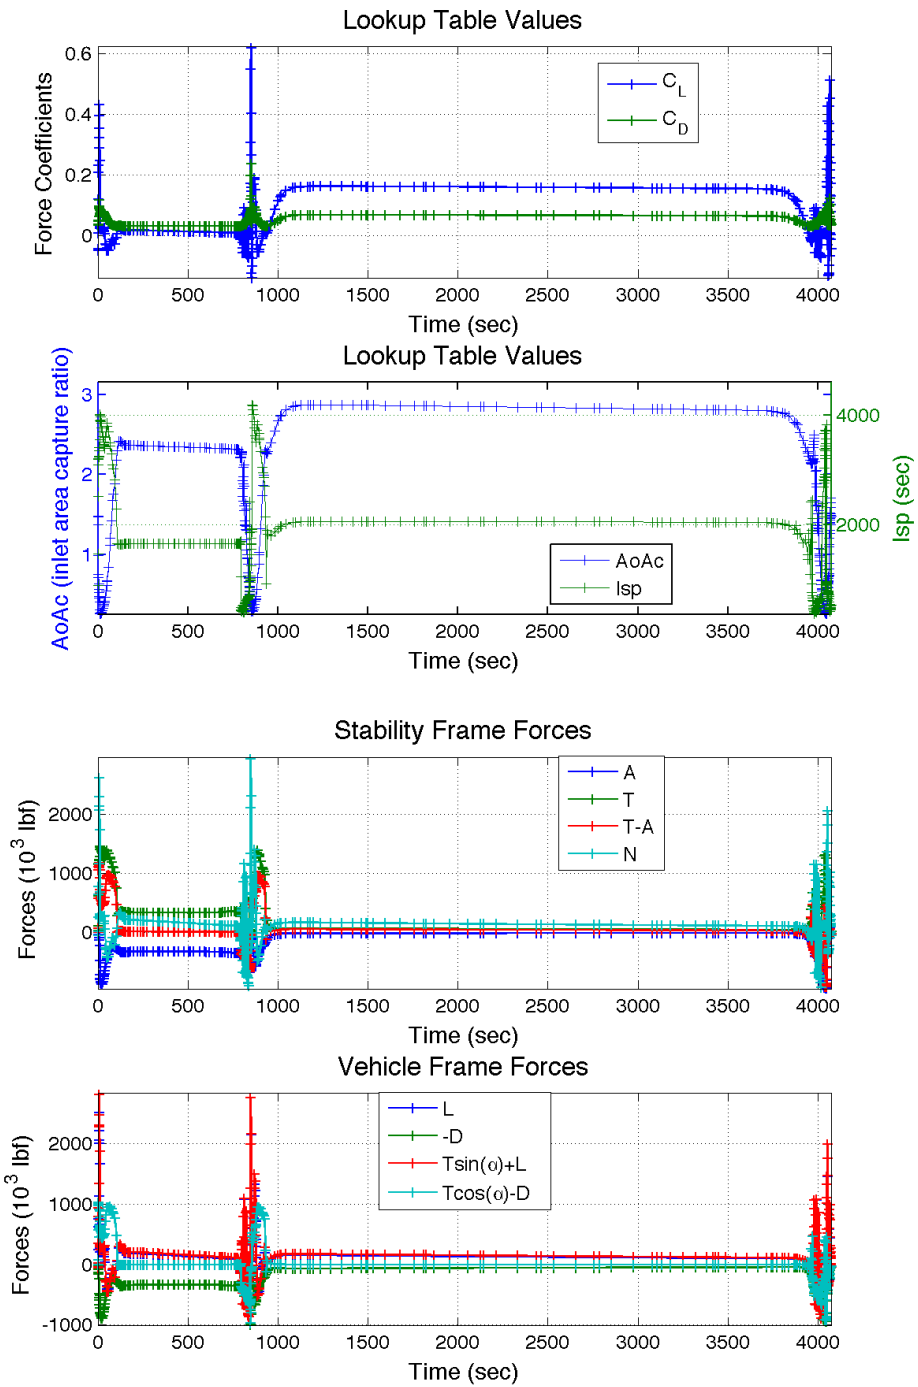 Lookup Table Values
Force Coefficients
0.6
0.4
0.2
0
C_L
C_D
0 500 1000 1500 2000 2500 3000 3500 4000
Time (sec)
Lookup Table Values
AoAc (inlet area capture ratio)
3
2
1
4000
2000
Isp (sec)
AoAc
Isp
0 500 1000 1500 2000 2500 3000 3500 4000
Time (sec)
Stability Frame Forces
Forces (10^3 lbf)
2000
1000
0
A
T
T-A
N
0 500 1000 1500 2000 2500 3000 3500 4000
Time (sec)
Vehicle Frame Forces
Forces (10^3 lbf)
2000
1000
0
-1000
L
-D
Tsin(α)+L
Tcos(α)-D
0 500 1000 1500 2000 2500 3000 3500 4000
Time (sec)